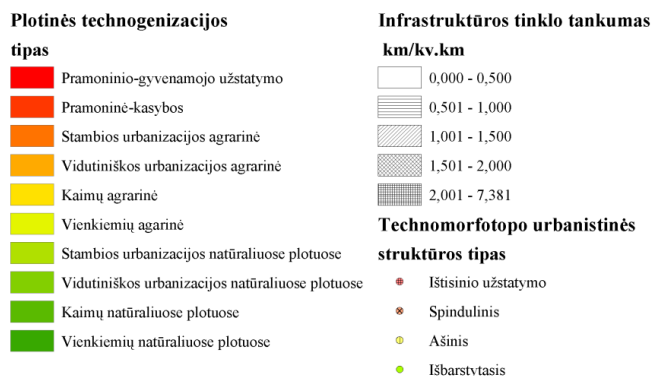 Plotinės technogenizacijos
tipas
Pramoninio-gyvenamojo užstatymo
Pramoninė-kasybos
Stambios urbanizacijos agrarinė
Vidutiniškos urbanizacijos agrarinė
Kaimų agrarinė
Vienkiemių agarinė
Stambios urbanizacijos natūraliuose plotuose
Vidutiniškos urbanizacijos natūraliuose plotuose
Kaimų natūraliuose plotuose
Vienkiemių natūraliuose plotuose
Infrastruktūros tinklo tankumas
km/kv.km
0,000 - 0,500
0,501 - 1,000
1,001 - 1,500
1,501 - 2,000
2,001 - 7,381
Technomorfotopo urbanistinės
struktūros tipas
Ištisinio užstatymo
Spindulinis
Ašinis
Išbarstytasis